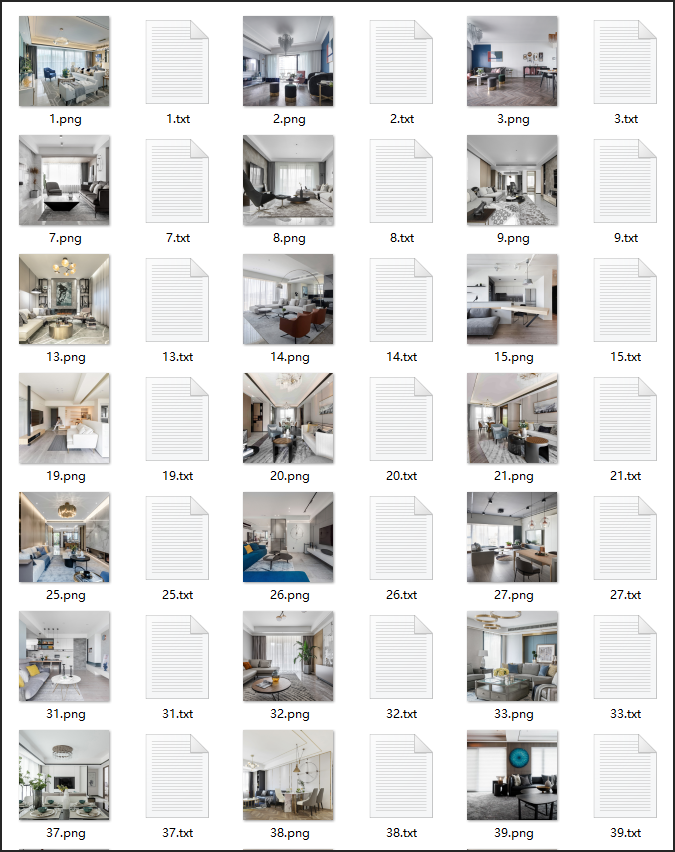 1.png 1.txt 2.png 2.txt 3.png 3.txt
7.png 7.txt 8.png 8.txt 9.png 9.txt
13.png 13.txt 14.png 14.txt 15.png 15.txt
19.png 19.txt 20.png 20.txt 21.png 21.txt
25.png 25.txt 26.png 26.txt 27.png 27.txt
31.png 31.txt 32.png 32.txt 33.png 33.txt
37.png 37.txt 38.png 38.txt 39.png 39.txt